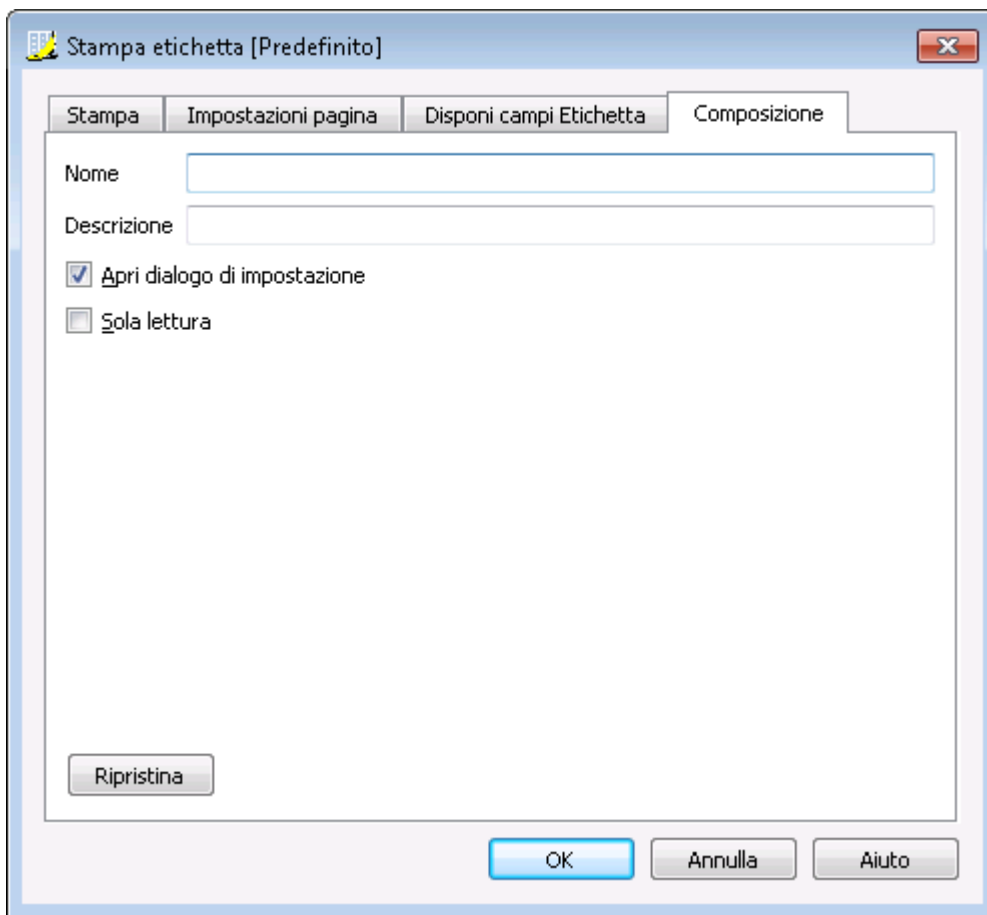 Stampa etichetta [Predefinito]
Stampa Impostazioni pagina Disponi campi Etichetta Composizione
Nome
Descrizione
Apri dialogo di impostazione
Sola lettura
Ripristina
OK Annulla Aiuto